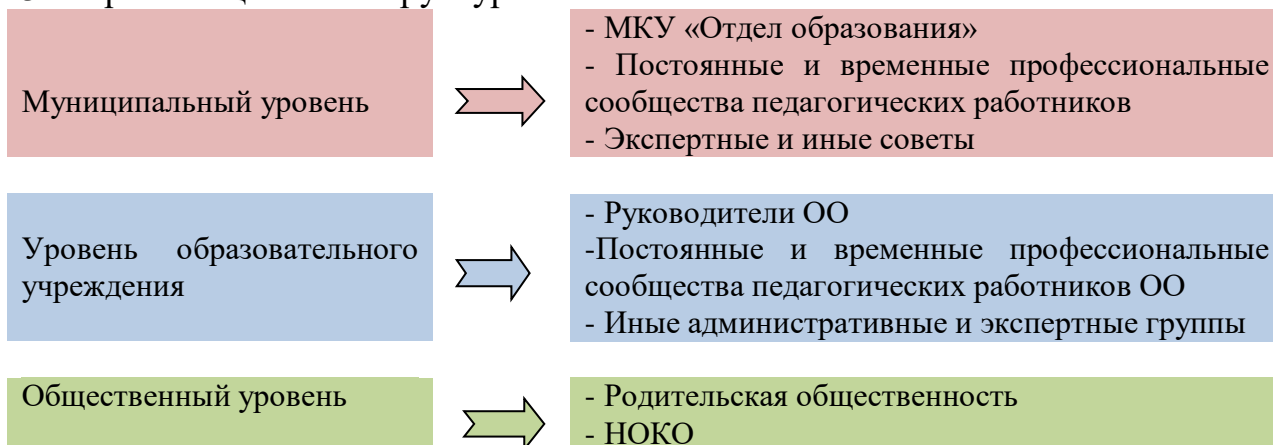 Муниципальный уровень
- МКУ «Отдел образования»
- Постоянные и временные профессиональные
сообщества педагогических работников
- Экспертные и иные советы
Уровень образовательного
учреждения
- Руководители ОО
-Постоянные и временные профессиональные
сообщества педагогических работников ОО
- Иные административные и экспертные группы
Общественный уровень
- Родительская общественность
- НОКО